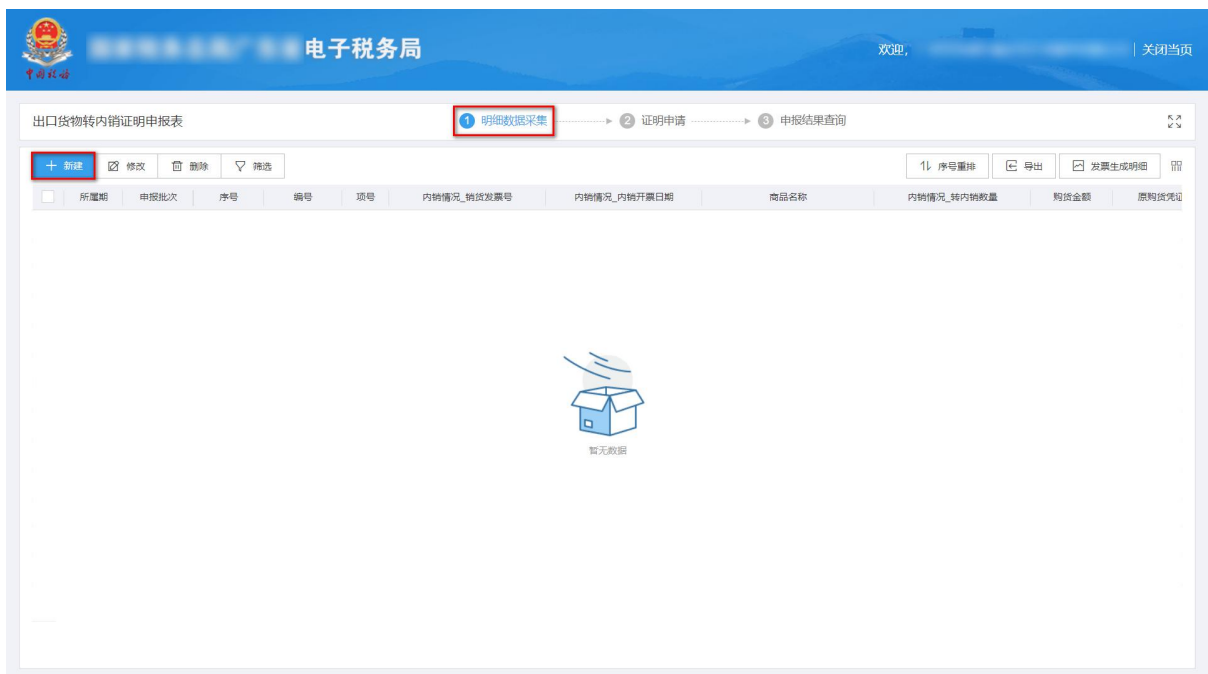 中国税务
电子税务局
欢迎,
关闭当页
出口货物转内销证明申报表
1 明细数据采集
2 证明申请
3 申报结果查询
新建 修改 删除 筛选
序号重排 导出 发票生成明细
所属期 申报批次 序号 编号 项号 内销情况_销货发票号 内销情况_内销开票日期 商品名称 内销情况_转内销数量 购货金额 原购货凭证
暂无数据